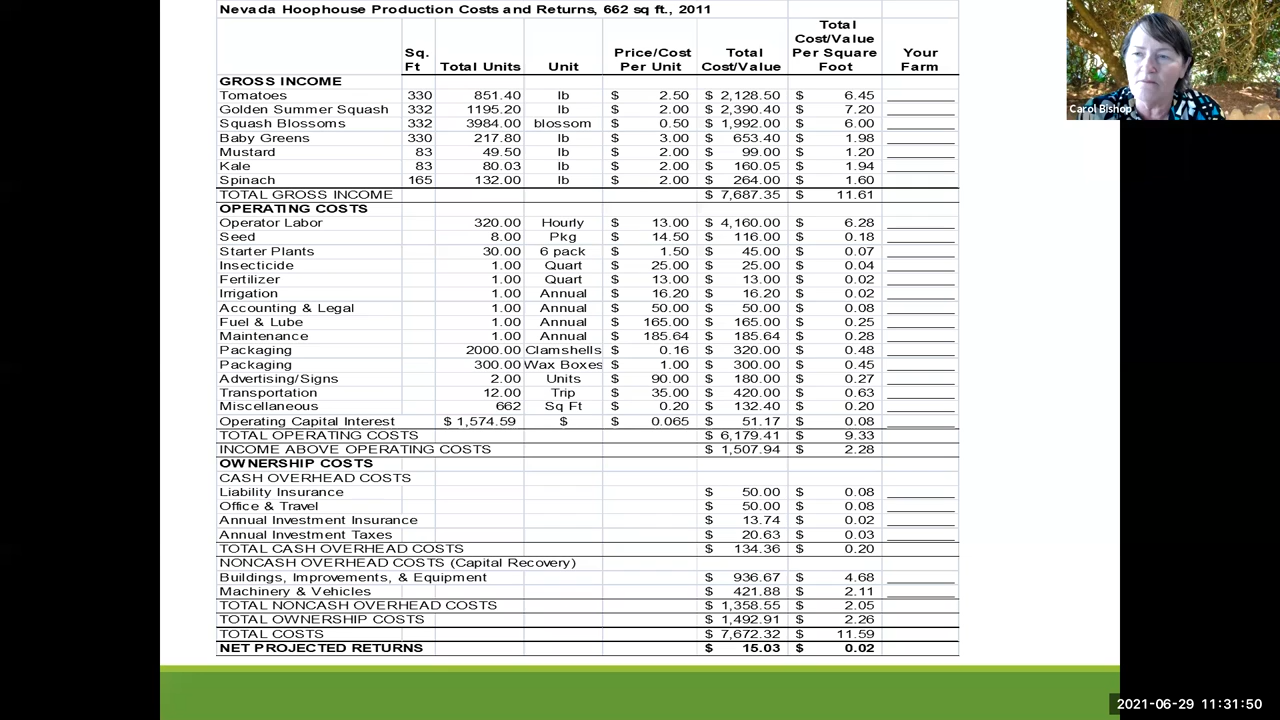 Nevada Hoophouse Production Costs and Returns, 662 sq ft., 2011
Sq. Ft Total Units Unit Price/Cost Per Unit Total Cost/Value Total Cost/Value Per Square Foot Your Farm
GROSS INCOME
Tomatoes 330 851.40 lb $ 2.50 $ 2,128.50 $ 6.45
Golden Summer Squash 332 1195.20 lb $ 2.00 $ 2,390.40 $ 7.20
Squash Blossoms 332 3984.00 blossom $ 0.50 $ 1,992.00 $ 6.00
Baby Greens 330 217.80 lb $ 3.00 $ 653.40 $ 1.98
Mustard 83 49.50 lb $ 2.00 $ 99.00 $ 1.20
Kale 83 80.03 lb $ 2.00 $ 160.05 $ 1.94
Spinach 165 132.00 lb $ 2.00 $ 264.00 $ 1.60
TOTAL GROSS INCOME $ 7,687.35 $ 11.61
OPERATING COSTS
Operator Labor 320.00 Hourly $ 13.00 $ 4,160.00 $ 6.28
Seed 8.00 Pkg $ 14.50 $ 116.00 $ 0.18
Starter Plants 30.00 6 pack $ 1.50 $ 45.00 $ 0.07
Insecticide 1.00 Quart $ 25.00 $ 25.00 $ 0.04
Fertilizer 1.00 Quart $ 13.00 $ 13.00 $ 0.02
Irrigation 1.00 Annual $ 16.20 $ 16.20 $ 0.02
Accounting & Legal 1.00 Annual $ 50.00 $ 50.00 $ 0.08
Fuel & Lube 1.00 Annual $ 165.00 $ 165.00 $ 0.25
Maintenance 1.00 Annual $ 185.64 $ 185.64 $ 0.28
Packaging 2000.00 Clamshells $ 0.16 $ 320.00 $ 0.48
Packaging 300.00 Wax Boxes $ 1.00 $ 300.00 $ 0.45
Advertising/Signs 2.00 Units $ 90.00 $ 180.00 $ 0.27
Transportation 12.00 Trip $ 35.00 $ 420.00 $ 0.63
Miscellaneous 662 Sq Ft $ 0.20 $ 132.40 $ 0.20
Operating Capital Interest $ 1,574.59 $ $ 0.065 $ 51.17 $ 0.08
TOTAL OPERATING COSTS $ 6,179.41 $ 9.33
INCOME ABOVE OPERATING COSTS $ 1,507.94 $ 2.28
OWNERSHIP COSTS
CASH OVERHEAD COSTS
Liability Insurance $ 50.00 $ 0.08
Office & Travel $ 50.00 $ 0.08
Annual Investment Insurance $ 13.74 $ 0.02
Annual Investment Taxes $ 20.63 $ 0.03
TOTAL CASH OVERHEAD COSTS $ 134.36 $ 0.20
NONCASH OVERHEAD COSTS (Capital Recovery)
Buildings, Improvements, & Equipment $ 936.67 $ 4.68
Machinery & Vehicles $ 421.88 $ 2.11
TOTAL NONCASH OVERHEAD COSTS $ 1,358.55 $ 2.05
TOTAL OWNERSHIP COSTS $ 1,492.91 $ 2.26
TOTAL COSTS $ 7,672.32 $ 11.59
NET PROJECTED RETURNS $ 15.03 $ 0.02
Carol Bishop
2021-06-29 11:31:50